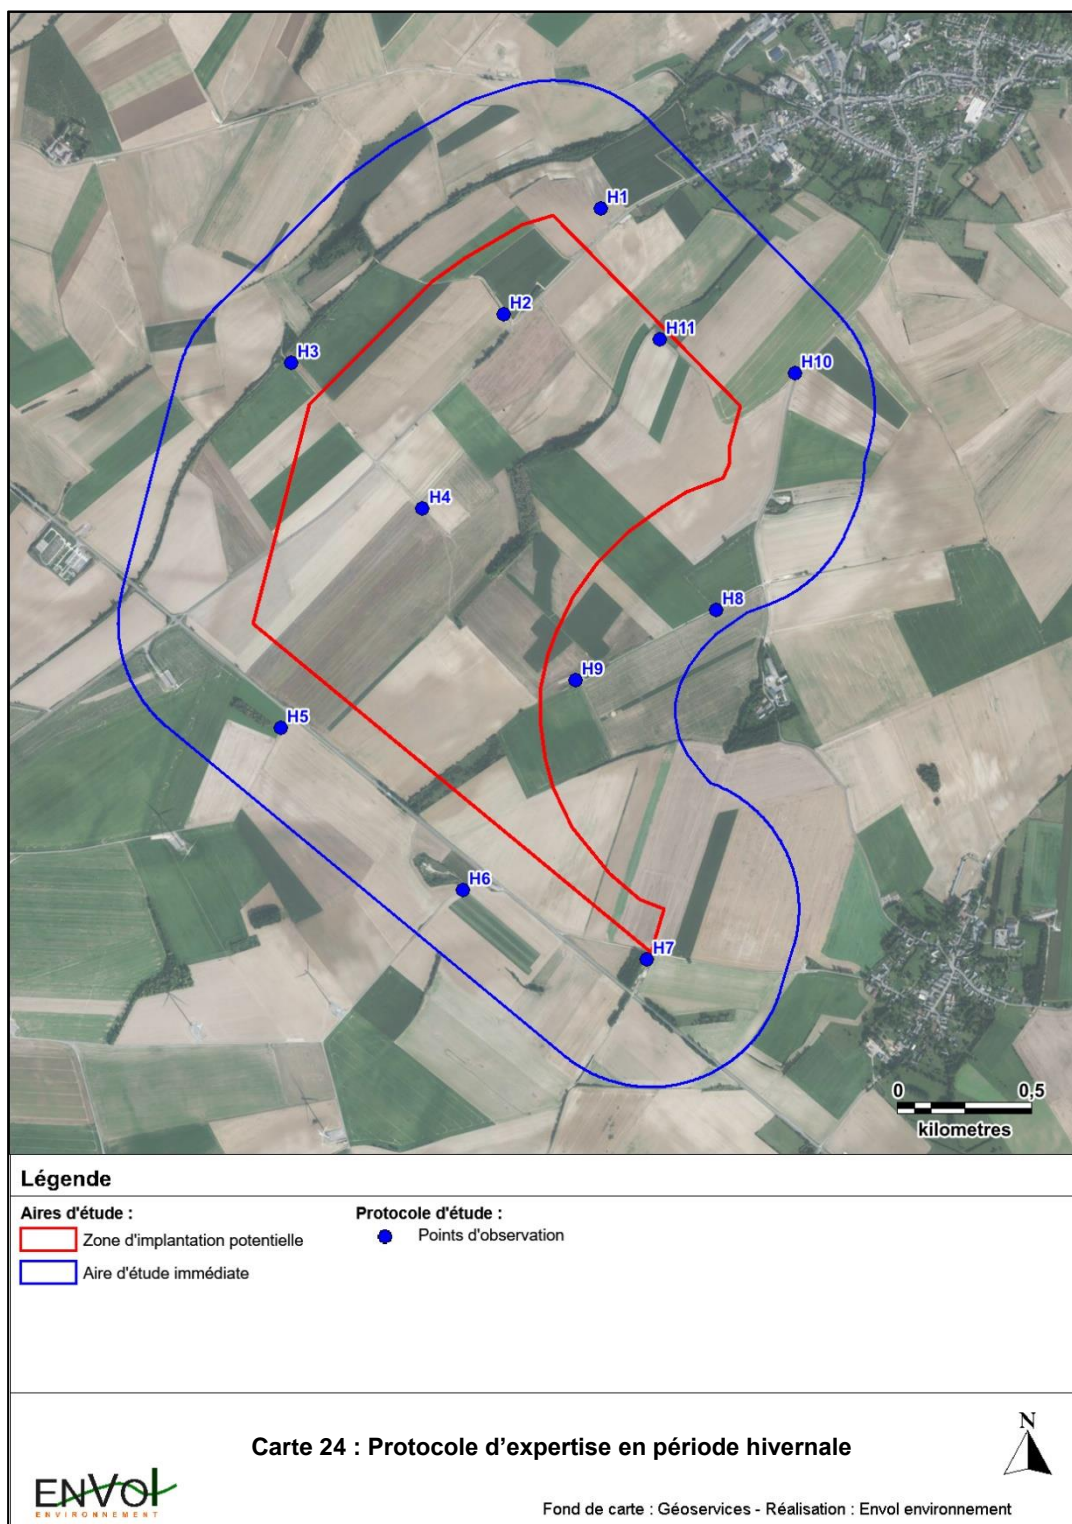 H1
H2
H11
H3
H10
H4
H8
H9
H5
H6
H7
0 0,5
kilometres
Légende
Aires d'étude :
Zone d'implantation potentielle
Aire d'étude immédiate
Protocole d'étude :
Points d'observation
N
Carte 24 : Protocole d’expertise en période hivernale
ENVOl
ENVIRONNEMENT
Fond de carte : Géoservices - Réalisation : Envol environnement